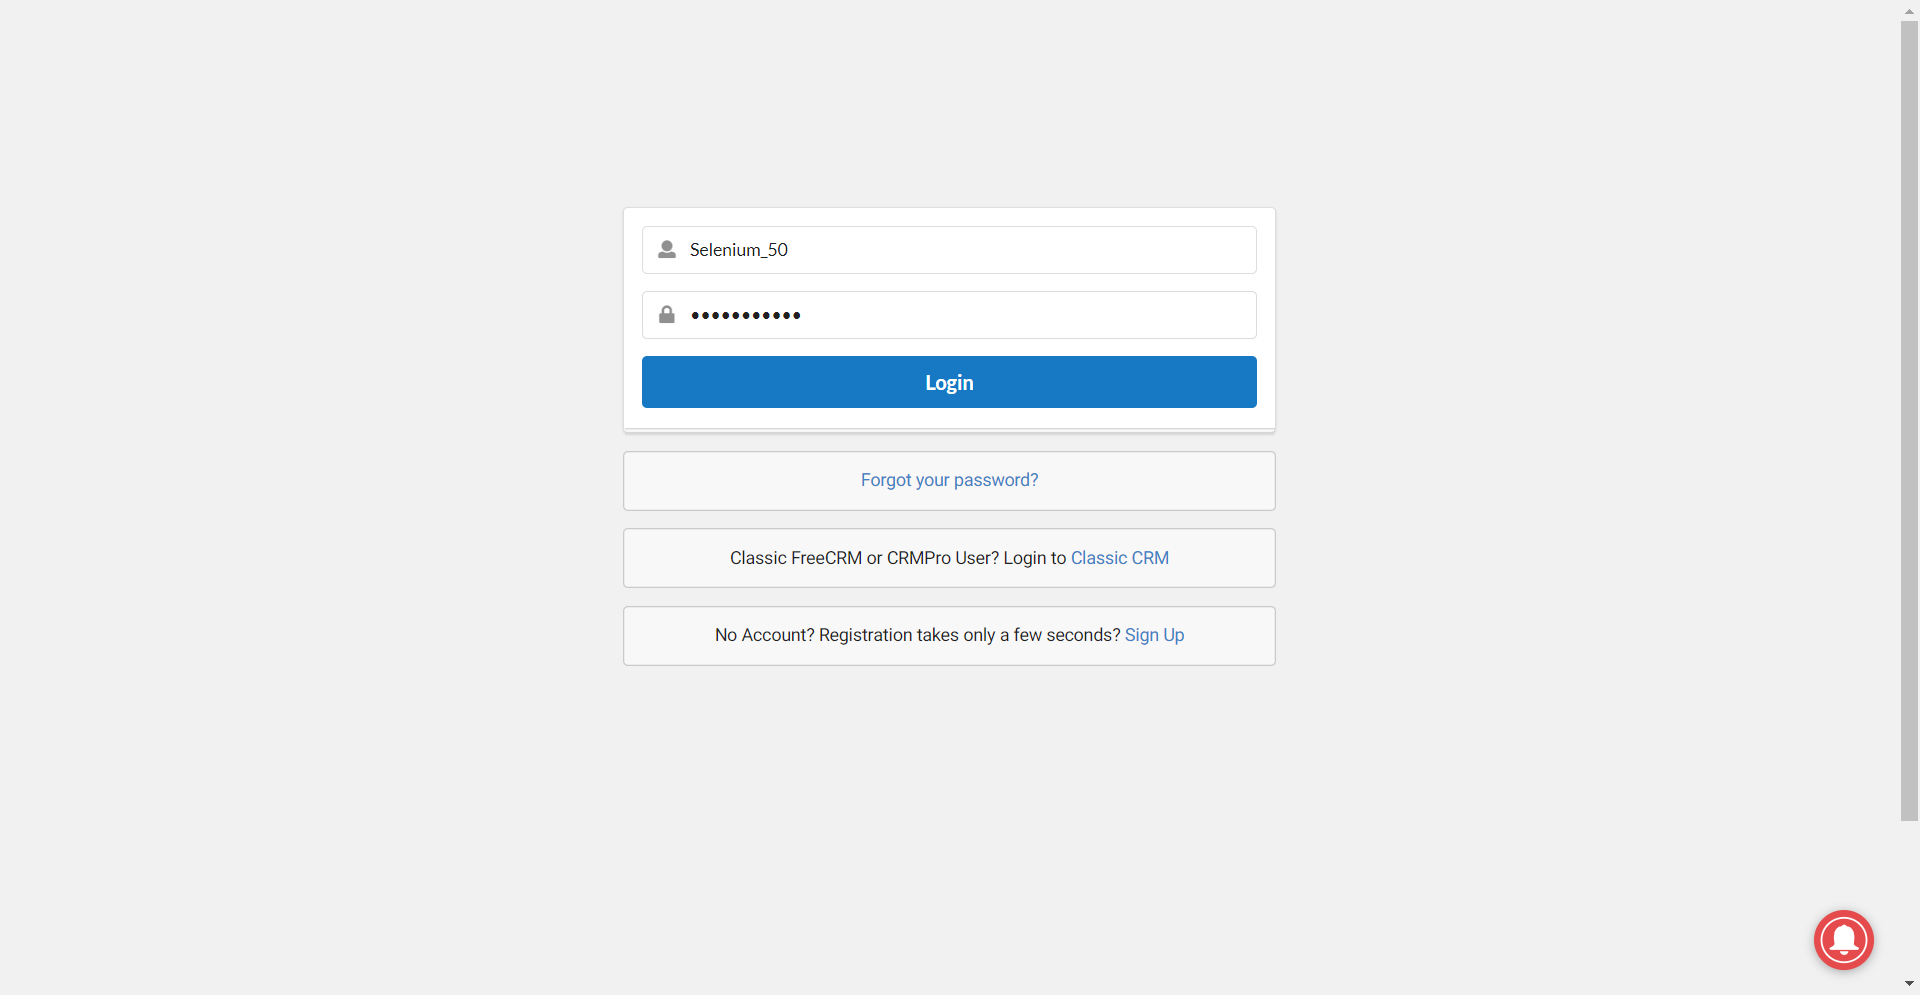 Selenium_50
•••••••••••
Login
Forgot your password?
Classic FreeCRM or CRMPro User? Login to Classic CRM
No Account? Registration takes only a few seconds? Sign Up